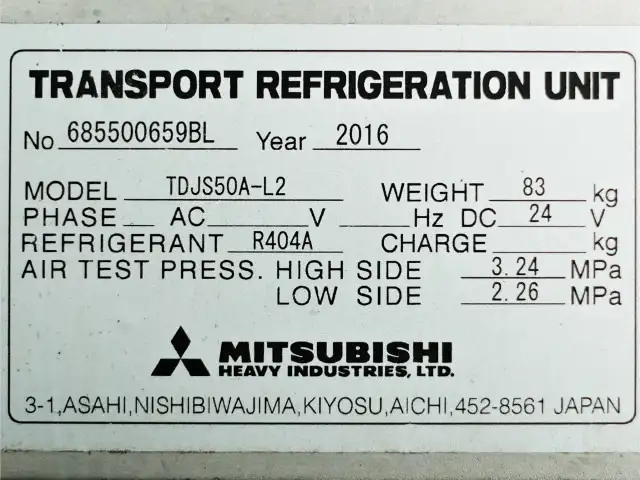 TRANSPORT REFRIGERATION UNIT
No 685500659BL Year 2016
MODEL TDJS50A-L2 WEIGHT 83 kg
PHASE AC V Hz DC 24 V
REFRIGERANT R404A CHARGE kg
AIR TEST PRESS. HIGH SIDE 3.24 MPa
LOW SIDE 2.26 MPa
MITSUBISHI
HEAVY INDUSTRIES, LTD.
3-1,ASAHI,NISHIBIWAJIMA,KIYOSU,AICHI,452-8561 JAPAN